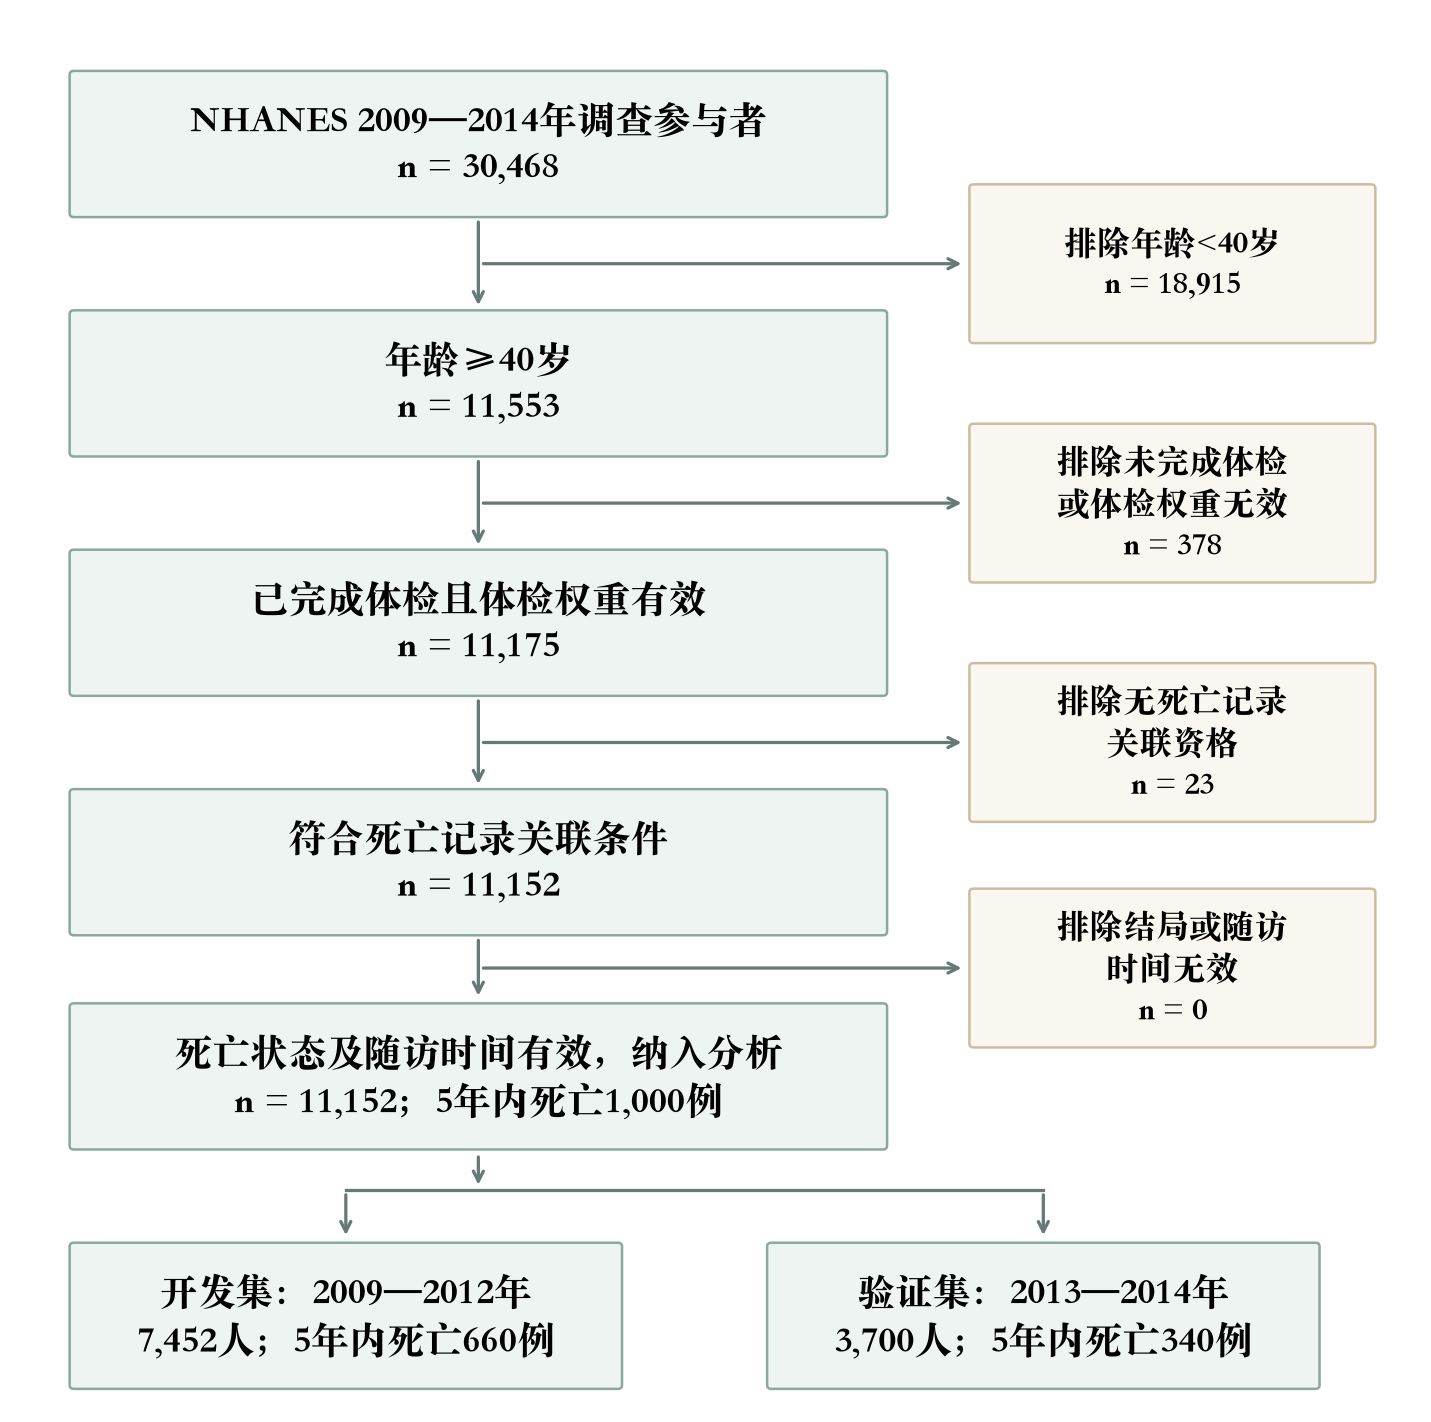 NHANES 2009—2014年调查参与者
n = 30,468
排除年龄<40岁
n = 18,915
年龄≥40岁
n = 11,553
排除未完成体检
或体检权重无效
n = 378
已完成体检且体检权重有效
n = 11,175
排除无死亡记录
关联资格
n = 23
符合死亡记录关联条件
n = 11,152
排除结局或随访
时间无效
n = 0
死亡状态及随访时间有效，纳入分析
n = 11,152；5年内死亡1,000例
开发集：2009—2012年
7,452人；5年内死亡660例
验证集：2013—2014年
3,700人；5年内死亡340例